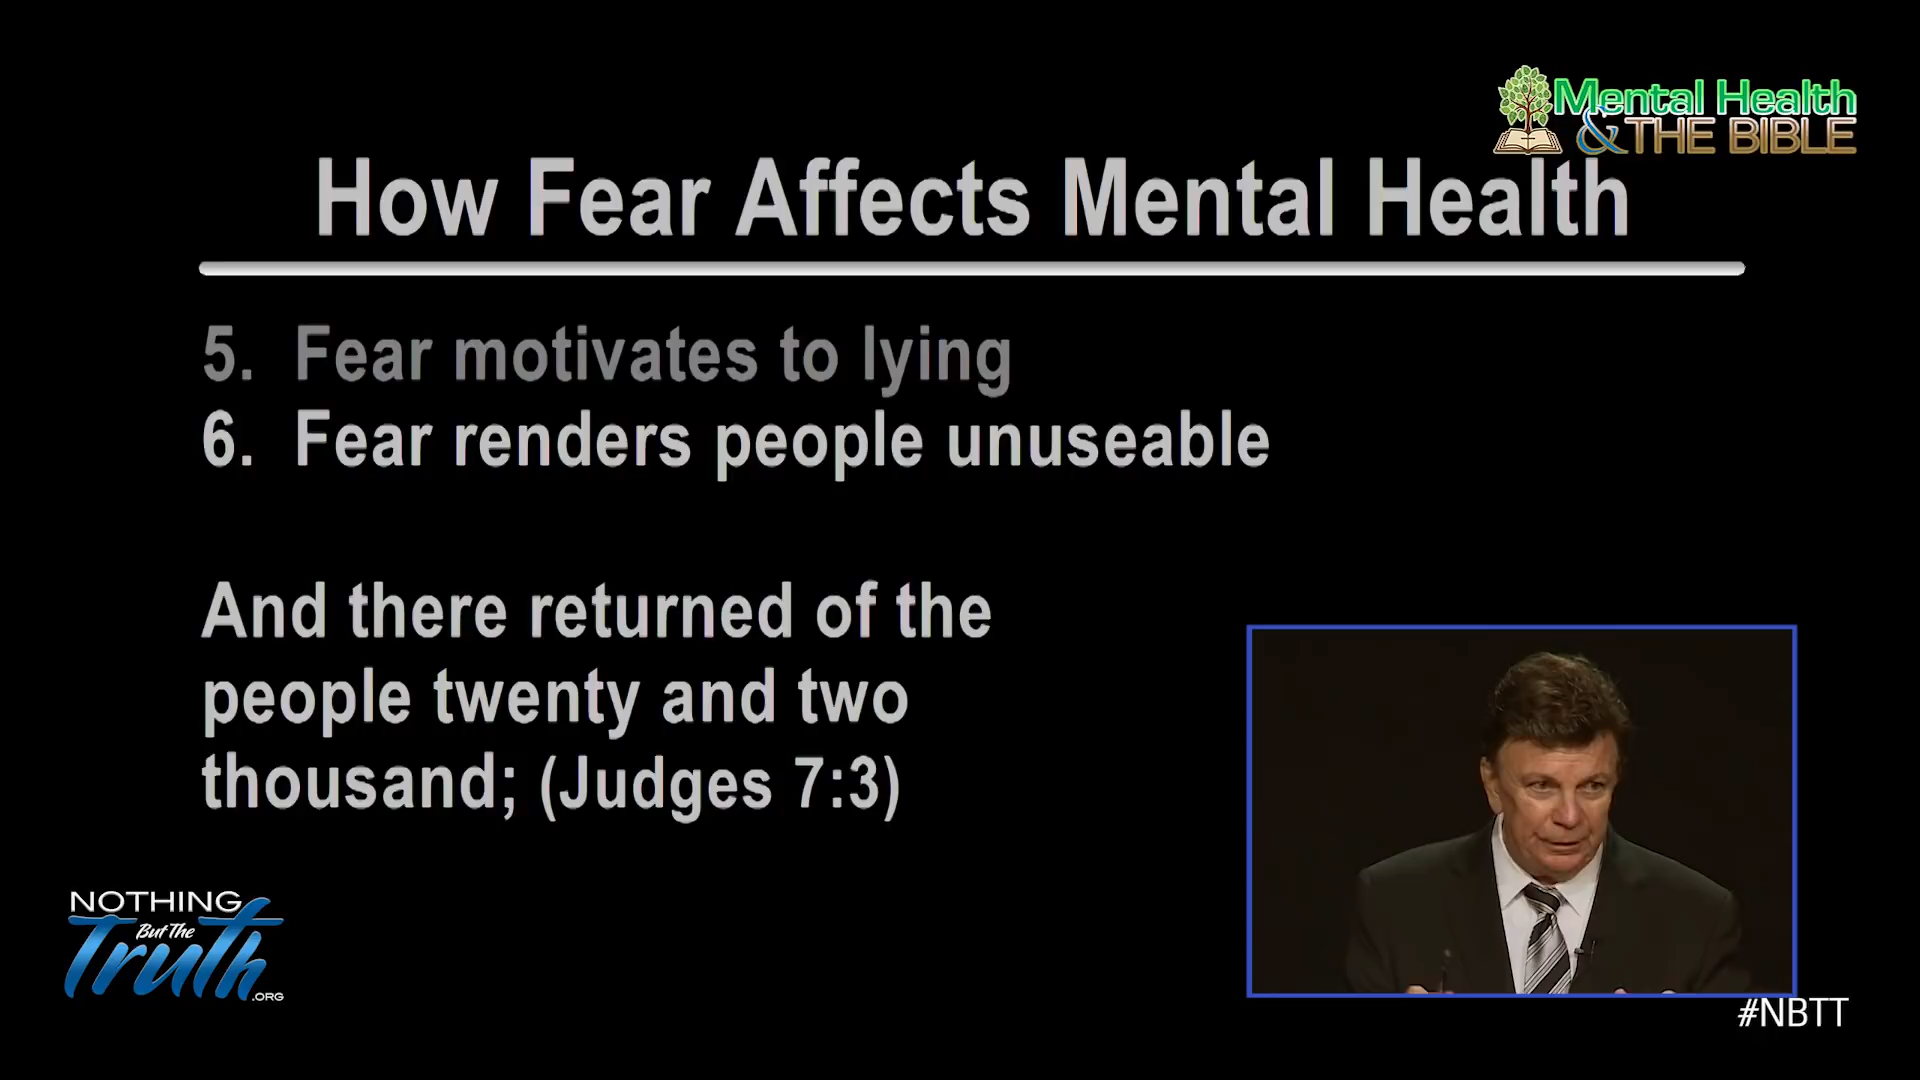 Mental Health
& THE BIBLE
How Fear Affects Mental Health
5. Fear motivates to lying
6. Fear renders people unuseable
And there returned of the
people twenty and two
thousand; (Judges 7:3)
NOTHING
But The
Truth
.ORG
#NBTT